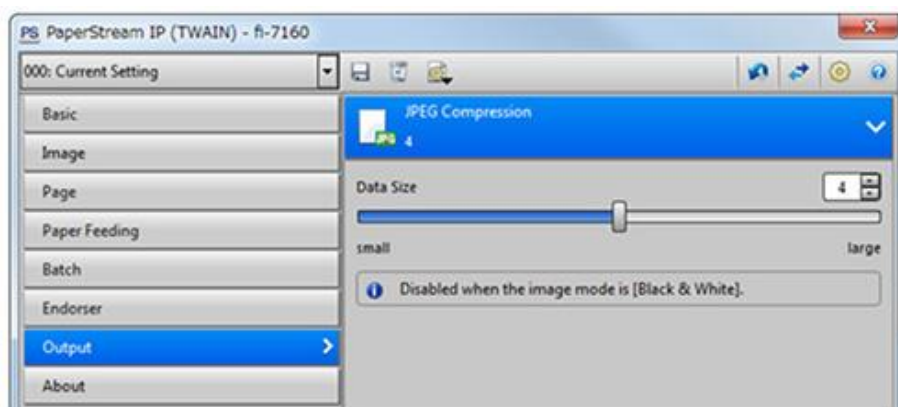 PS PaperStream IP (TWAIN) - fi-7160
000: Current Setting
Basic
Image
Page
Paper Feeding
Batch
Endorser
Output
About
JPEG Compression
JPG 4
Data Size 4
small large
Disabled when the image mode is [Black & White].